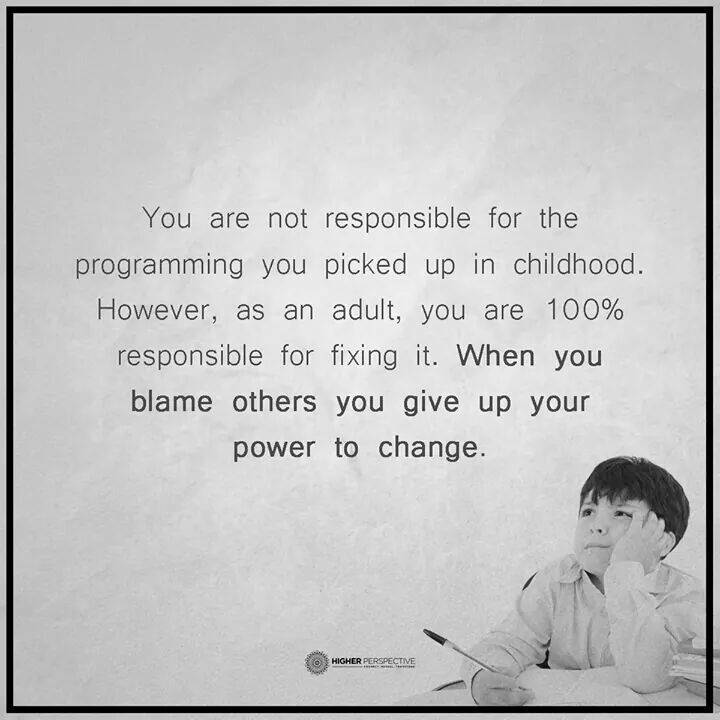 You are not responsible for the
programming you picked up in childhood.
However, as an adult, you are 100%
responsible for fixing it. When you
blame others you give up your
power to change.
HIGHER PERSPECTIVE